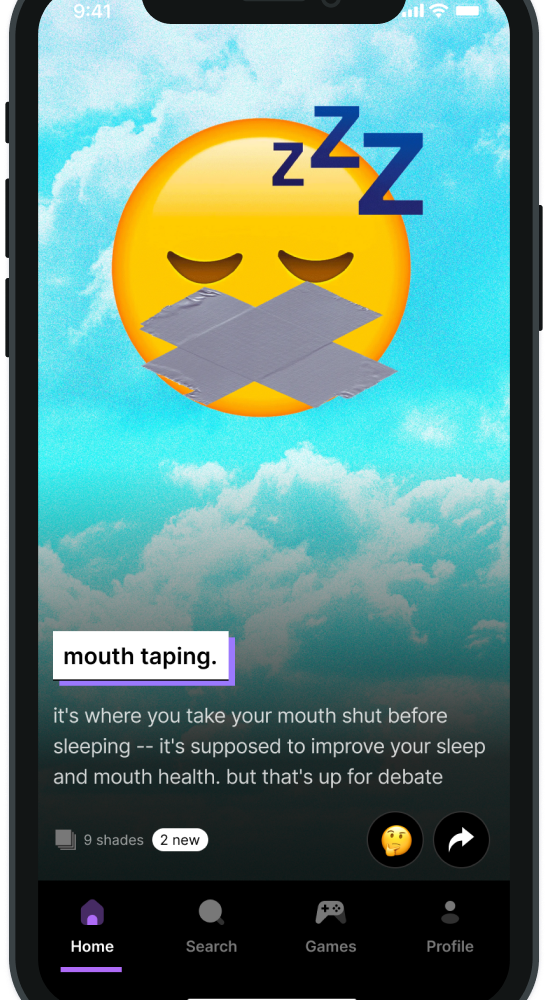 9:41
z
Z
Z
mouth taping.
it's where you take your mouth shut before
sleeping -- it's supposed to improve your sleep
and mouth health. but that's up for debate
9 shades 2 new
Home Search Games Profile